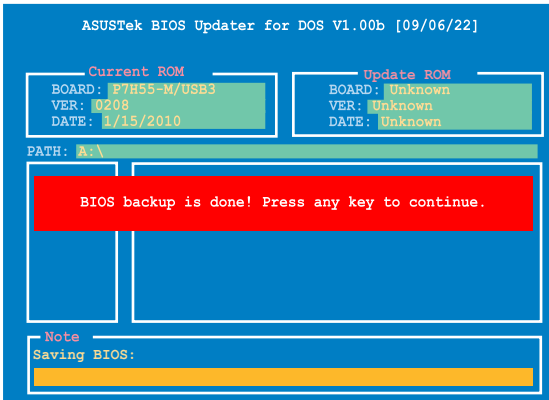 ASUSTek BIOS Updater for DOS V1.00b [09/06/22]
Current ROM
BOARD: P7H55-M/USB3
VER: 0208
DATE: 1/15/2010
Update ROM
BOARD: Unknown
VER: Unknown
DATE: Unknown
PATH: A:\
BIOS backup is done! Press any key to continue.
Note
Saving BIOS: